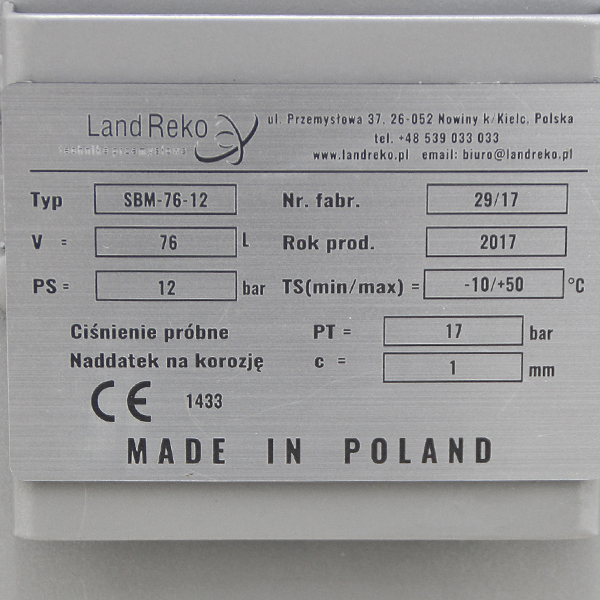 Land Reko
technika przemysłowa
ul. Przemysłowa 37, 26-052 Nowiny k/Kielc, Polska
tel. +48 539 033 033
www.landreko.pl email: biuro@landreko.pl
Typ SBM-76-12 Nr. fabr. 29/17
V = 76 L Rok prod. 2017
PS = 12 bar TS(min/max) = -10/+50 °C
Ciśnienie próbne PT = 17 bar
Naddatek na korozję c = 1 mm
CE 1433
MADE IN POLAND